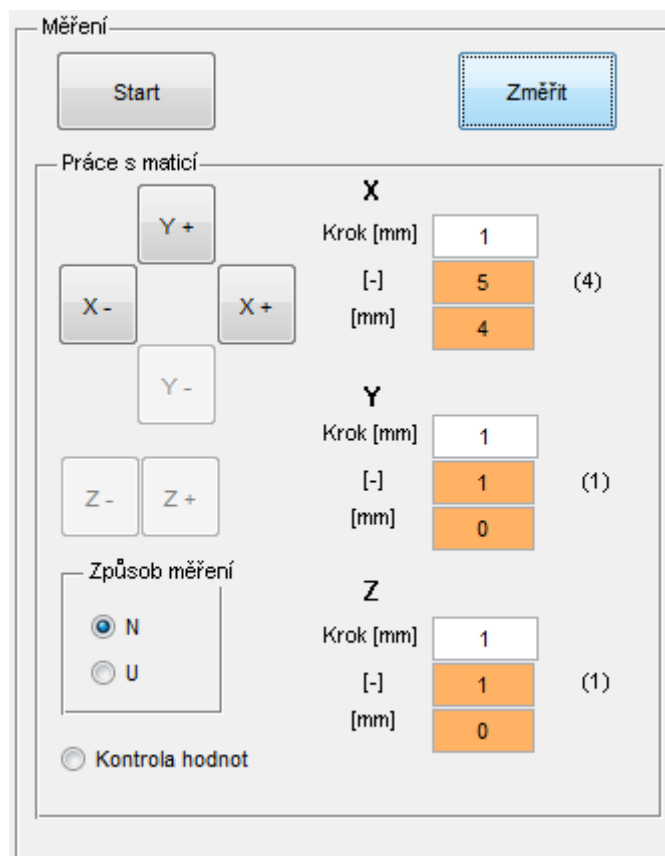 Měření
Start
Změřit
Práce s maticí
Y +
X -
X +
Y -
Z -
Z +
X
Krok [mm] 1
[-] 5 (4)
[mm] 4
Y
Krok [mm] 1
[-] 1 (1)
[mm] 0
Způsob měření
N
U
Z
Krok [mm] 1
[-] 1 (1)
[mm] 0
Kontrola hodnot